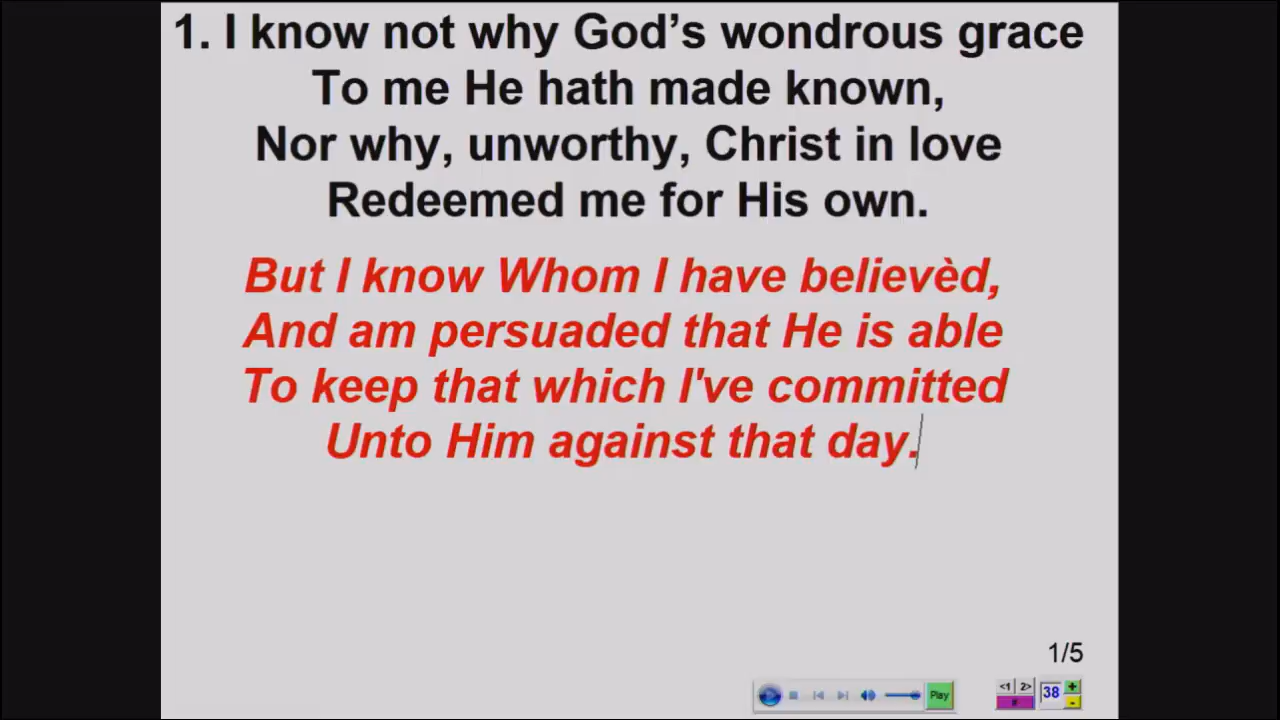 1. I know not why God’s wondrous grace
To me He hath made known,
Nor why, unworthy, Christ in love
Redeemed me for His own.
But I know Whom I have believèd,
And am persuaded that He is able
To keep that which I've committed
Unto Him against that day.
1/5
Play
<1 2>
#
38
+
-